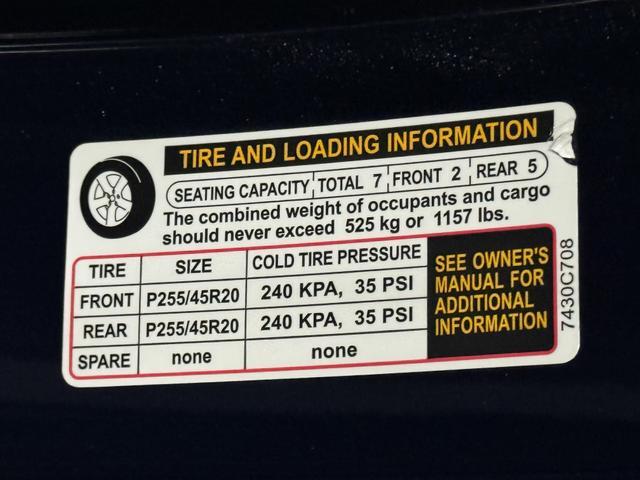 TIRE AND LOADING INFORMATION
SEATING CAPACITY TOTAL 7 FRONT 2 REAR 5
The combined weight of occupants and cargo
should never exceed 525 kg or 1157 lbs.
TIRE SIZE COLD TIRE PRESSURE
FRONT P255/45R20 240 KPA, 35 PSI
REAR P255/45R20 240 KPA, 35 PSI
SPARE none none
SEE OWNER'S
MANUAL FOR
ADDITIONAL
INFORMATION
7430C708